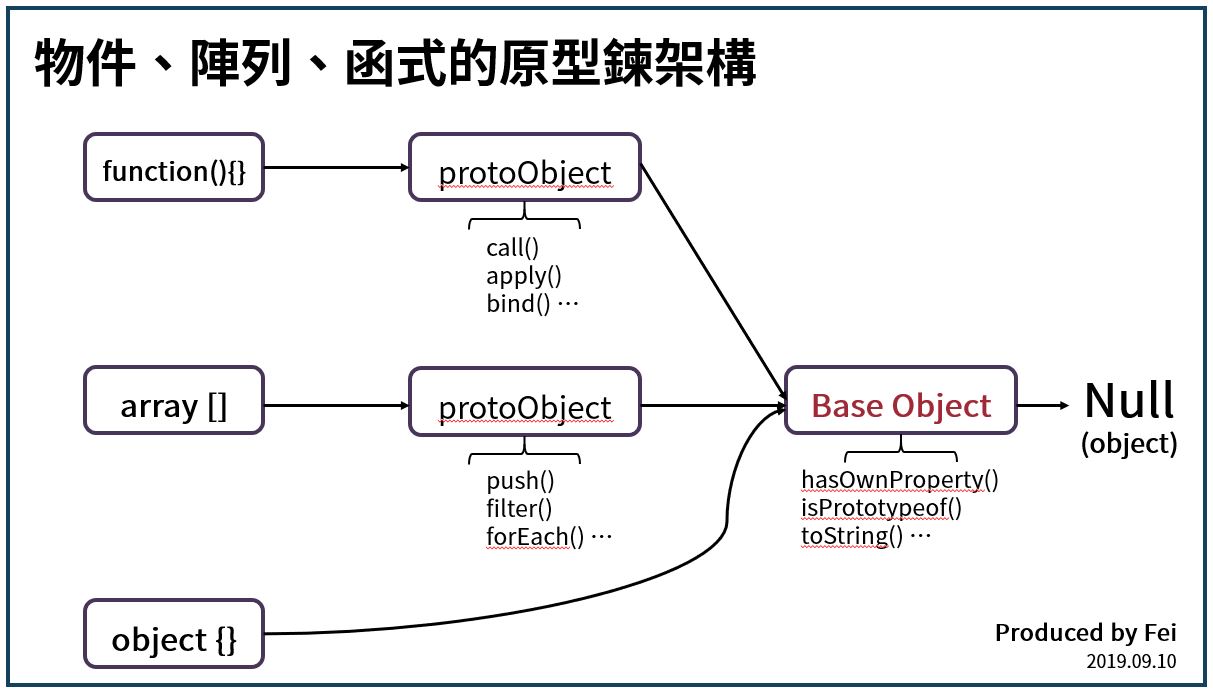 物件、陣列、函式的原型鍊架構
function(){}
protoObject
call()
apply()
bind() …
array []
protoObject
Base Object
Null
(object)
push()
filter()
forEach() …
hasOwnProperty()
isPrototypeof()
toString() …
object {}
Produced by Fei
2019.09.10